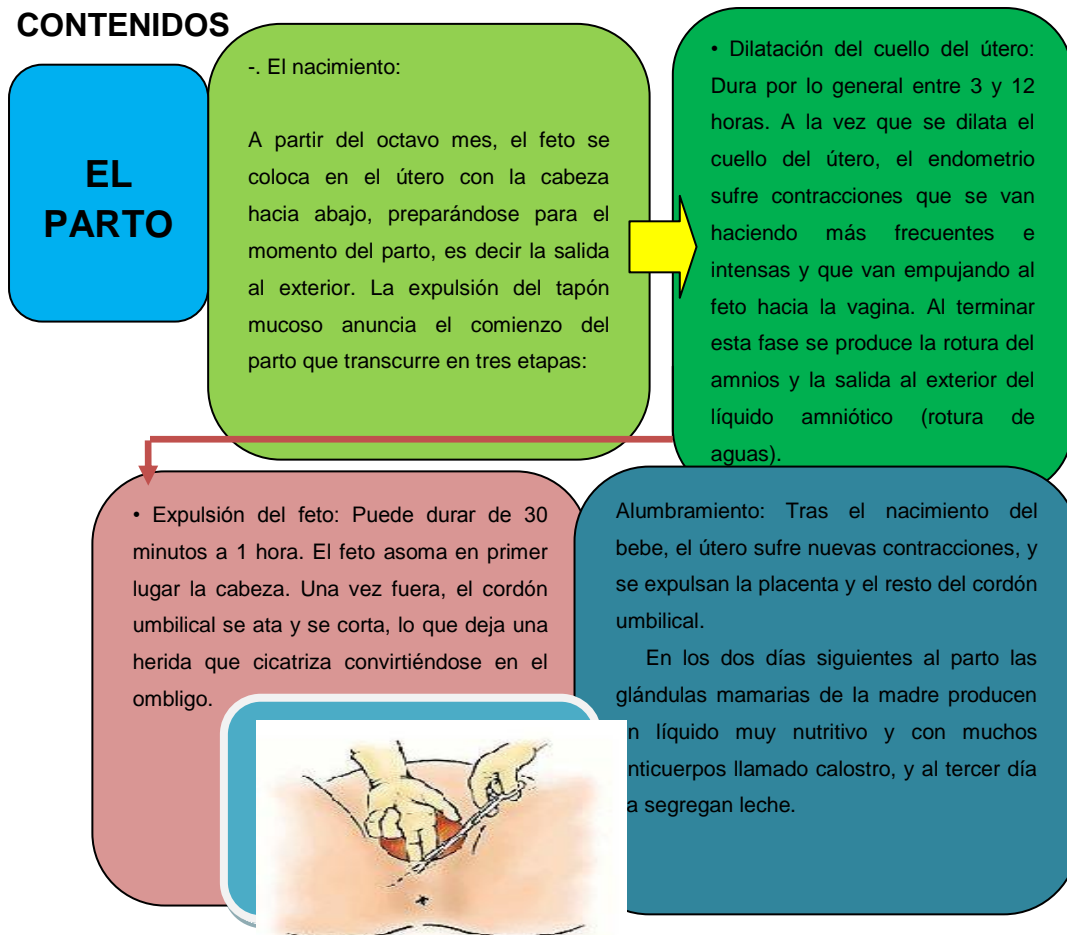 CONTENIDOS
EL
PARTO
-. El nacimiento:
A partir del octavo mes, el feto se
coloca en el útero con la cabeza
hacia abajo, preparándose para el
momento del parto, es decir la salida
al exterior. La expulsión del tapón
mucoso anuncia el comienzo del
parto que transcurre en tres etapas:
• Dilatación del cuello del útero:
Dura por lo general entre 3 y 12
horas. A la vez que se dilata el
cuello del útero, el endometrio
sufre contracciones que se van
haciendo más frecuentes e
intensas y que van empujando al
feto hacia la vagina. Al terminar
esta fase se produce la rotura del
amnios y la salida al exterior del
líquido amniótico (rotura de
aguas).
• Expulsión del feto: Puede durar de 30
minutos a 1 hora. El feto asoma en primer
lugar la cabeza. Una vez fuera, el cordón
umbilical se ata y se corta, lo que deja una
herida que cicatriza convirtiéndose en el
ombligo.
Alumbramiento: Tras el nacimiento del
bebe, el útero sufre nuevas contracciones, y
se expulsan la placenta y el resto del cordón
umbilical.
En los dos días siguientes al parto las
glándulas mamarias de la madre producen
n líquido muy nutritivo y con muchos
nticuerpos llamado calostro, y al tercer día
a segregan leche.